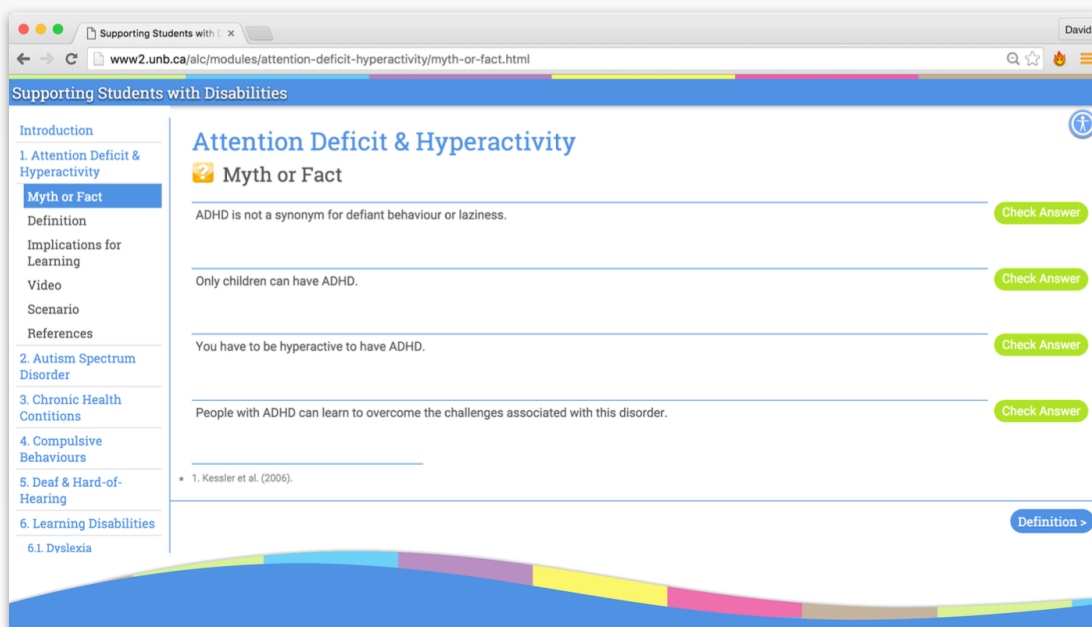 Supporting Students with D
David
www2.unb.ca/alc/modules/attention-deficit-hyperactivity/myth-or-fact.html
Supporting Students with Disabilities
Introduction
1. Attention Deficit &
Hyperactivity
Myth or Fact
Definition
Implications for
Learning
Video
Scenario
References
2. Autism Spectrum
Disorder
3. Chronic Health
Contitions
4. Compulsive
Behaviours
5. Deaf & Hard-of-
Hearing
6. Learning Disabilities
6.1. Dyslexia
Attention Deficit & Hyperactivity
? Myth or Fact
ADHD is not a synonym for defiant behaviour or laziness.
Check Answer
Only children can have ADHD.
Check Answer
You have to be hyperactive to have ADHD.
Check Answer
People with ADHD can learn to overcome the challenges associated with this disorder.
Check Answer
1. Kessler et al. (2006).
Definition >